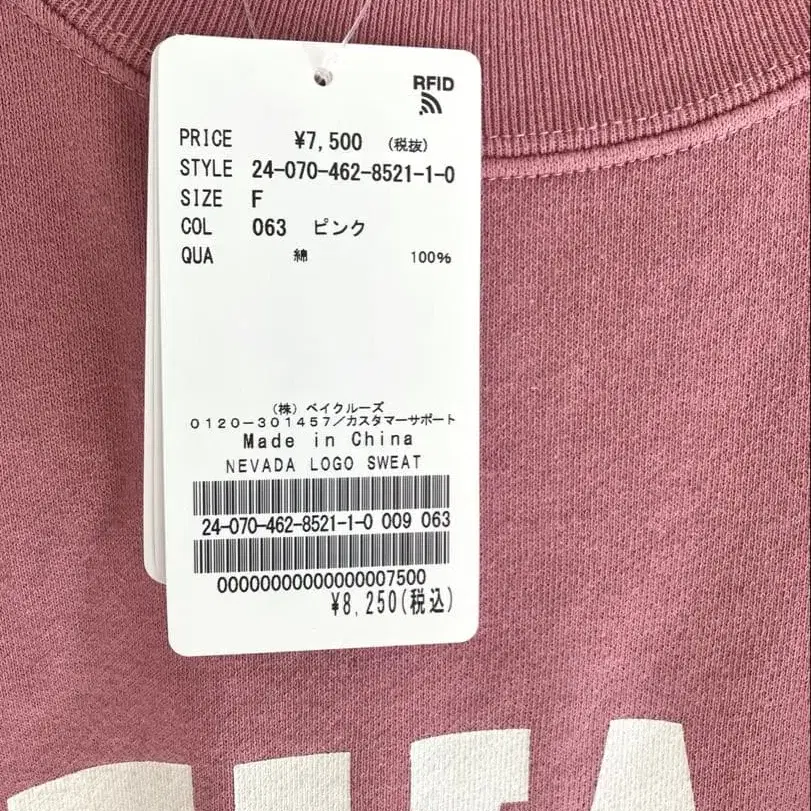 RFID
PRICE ¥7,500 (税抜)
STYLE 24-070-462-8521-1-0
SIZE F
COL 063 ピンク
QUA 綿 100%
(株)ベイクルーズ
0120-301457/カスタマーサポート
Made in China
NEVADA LOGO SWEAT
24-070-462-8521-1-0 009 063
00000000000000007500
¥8,250(税込)